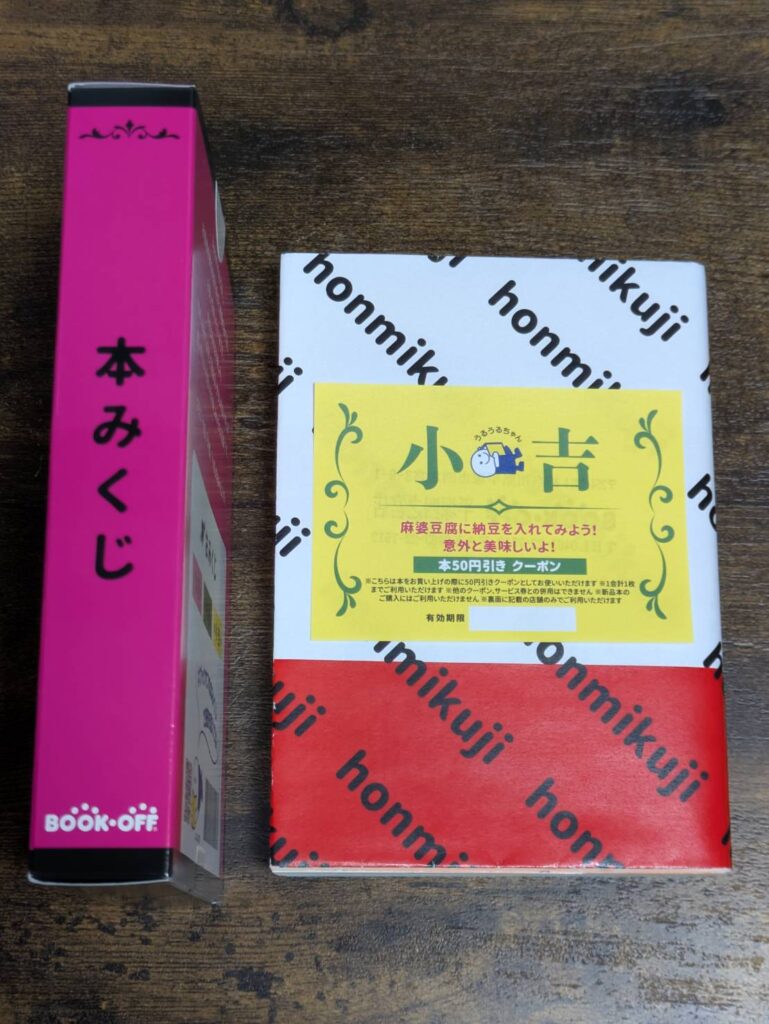 本みくじ
BOOK・OFF
honmikuji
honmikuji
honmikuji
小吉
うるうるちゃん
麻婆豆腐に納豆を入れてみよう!
意外と美味しいよ!
本50円引き クーポン
※こちらは本をお買い上げの際に50円引きクーポンとしてお使いいただけます ※1会計1枚
までご利用いただけます ※他のクーポン、サービス券との併用はできません ※新品本の
ご購入にはご利用いただけません ※裏面に記載の店舗のみでご利用いただけます
有効期限
honmikuji
honmikuji
honmikuji
honmikuji